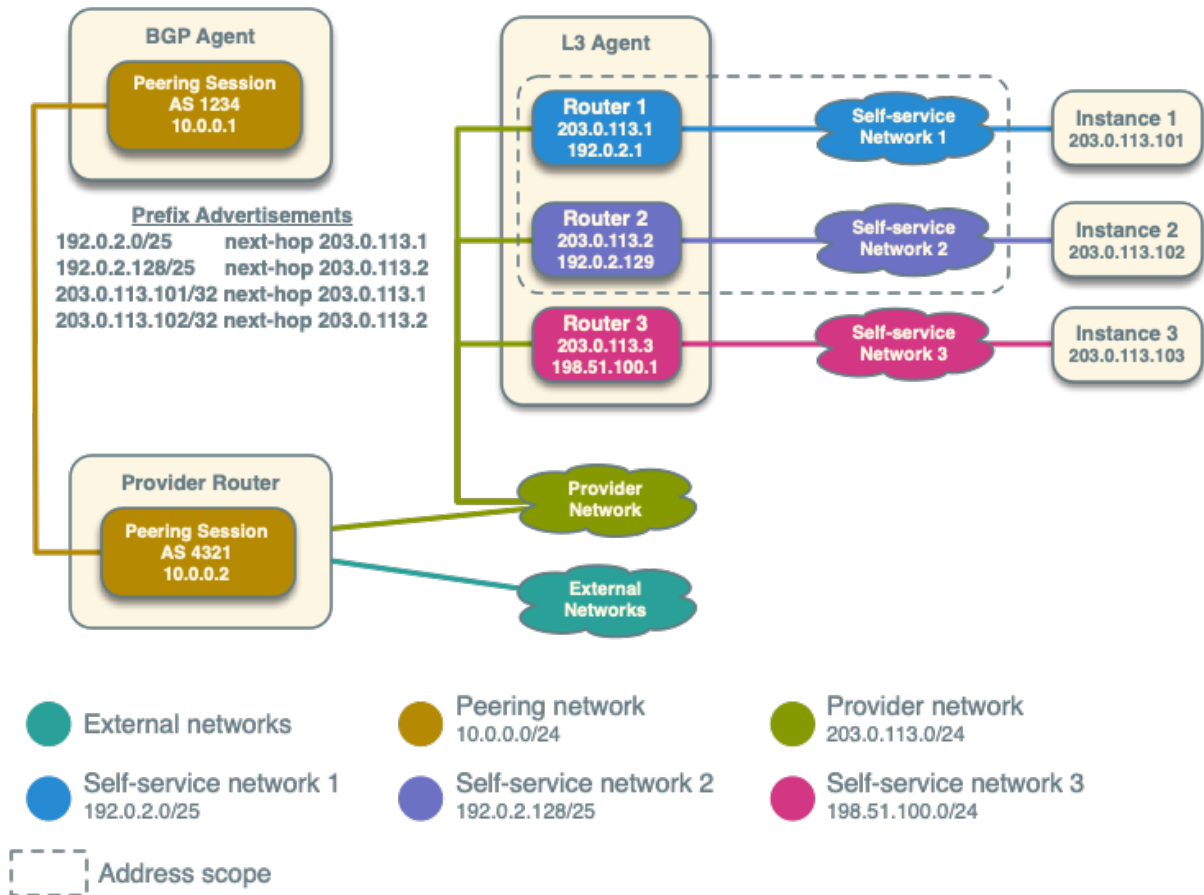 BGP Agent
Peering Session
AS 1234
10.0.0.1
Prefix Advertisements
192.0.2.0/25 next-hop 203.0.113.1
192.0.2.128/25 next-hop 203.0.113.2
203.0.113.101/32 next-hop 203.0.113.1
203.0.113.102/32 next-hop 203.0.113.2
L3 Agent
Router 1
203.0.113.1
192.0.2.1
Self-service
Network 1
Instance 1
203.0.113.101
Router 2
203.0.113.2
192.0.2.129
Self-service
Network 2
Instance 2
203.0.113.102
Router 3
203.0.113.3
198.51.100.1
Self-service
Network 3
Instance 3
203.0.113.103
Provider Router
Peering Session
AS 4321
10.0.0.2
Provider
Network
External
Networks
External networks
Peering network
10.0.0.0/24
Provider network
203.0.113.0/24
Self-service network 1
192.0.2.0/25
Self-service network 2
192.0.2.128/25
Self-service network 3
198.51.100.0/24
Address scope